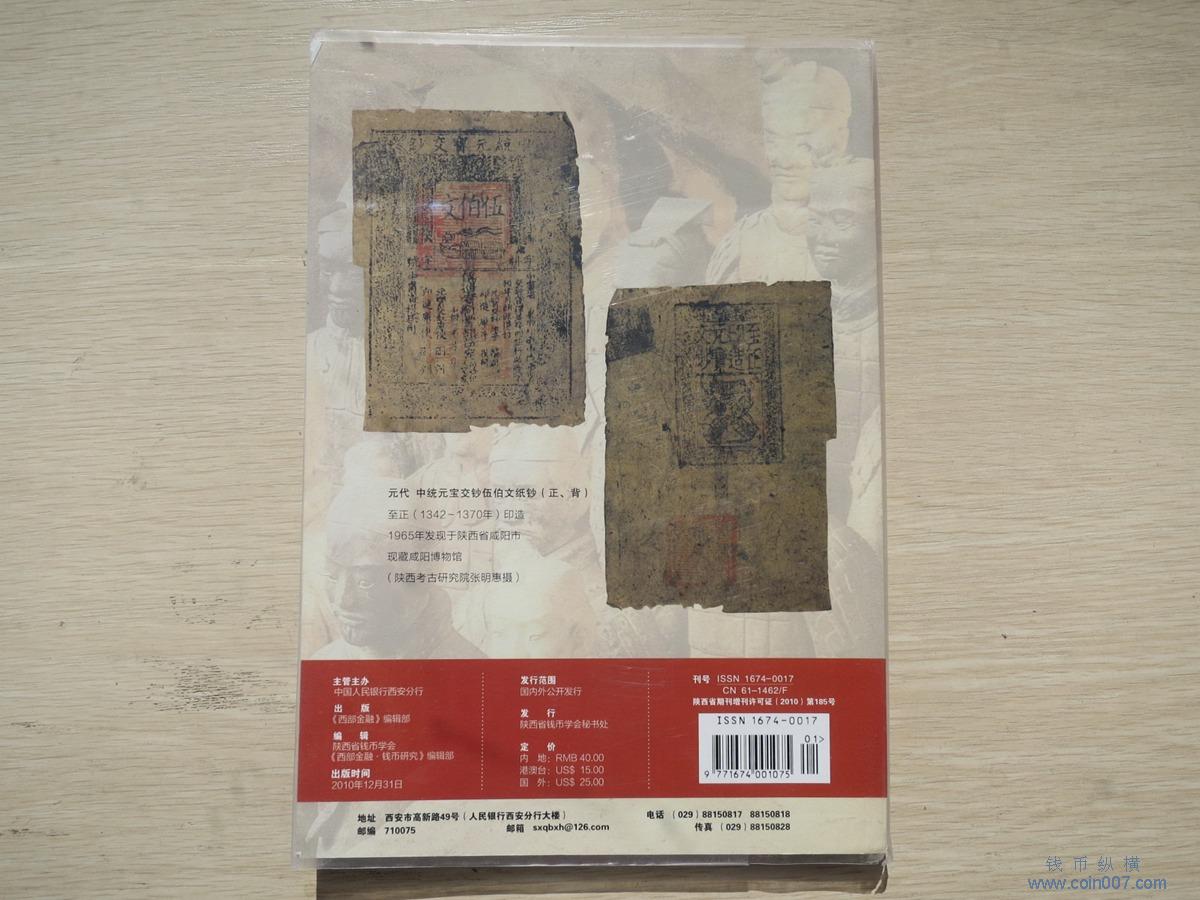 伍伯文
至正
印造
元寳
交鈔
元代 中统元宝交钞伍伯文纸钞（正、背）
至正（1342～1370年）印造
1965年发现于陕西省咸阳市
现藏咸阳博物馆
（陕西考古研究院张明惠摄）
主管主办
中国人民银行西安分行
出 版
《西部金融》编辑部
编 辑
陕西省钱币学会
《西部金融·钱币研究》编辑部
出版时间
2010年12月31日
发行范围
国内外公开发行
发 行
陕西省钱币学会秘书处
定 价
内 地：RMB 40.00
港澳台：US$ 15.00
国 外：US$ 25.00
刊号 ISSN 1674-0017
CN 61-1462/F
陕西省期刊增刊许可证（2010）第185号
ISSN 1674-0017
01>
9 771674 001075
地址 西安市高新路49号（人民银行西安分行大楼）
邮编 710075
邮箱 sxqbxh@126.com
电话 （029）88150817 88150818
传真 （029）88150828
钱币纵横
www.coin007.com